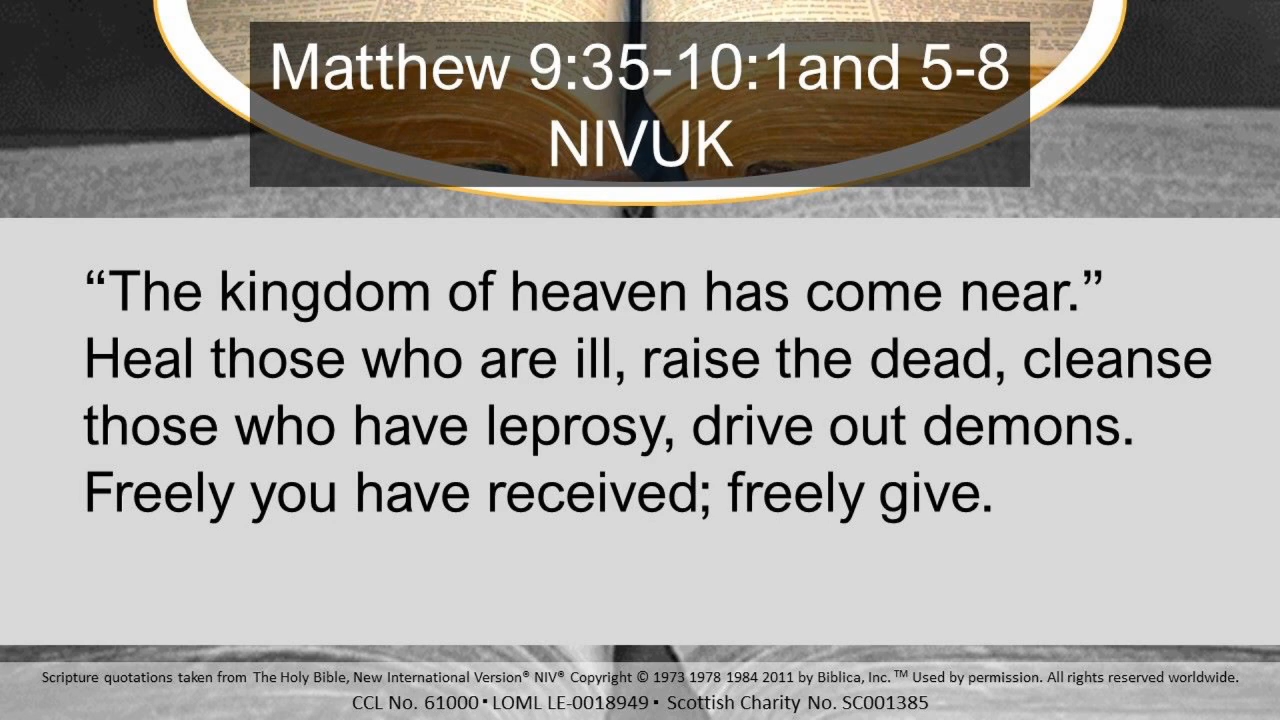 Matthew 9:35-10:1and 5-8
NIVUK
“The kingdom of heaven has come near.”
Heal those who are ill, raise the dead, cleanse
those who have leprosy, drive out demons.
Freely you have received; freely give.
Scripture quotations taken from The Holy Bible, New International Version® NIV® Copyright © 1973 1978 1984 2011 by Biblica, Inc.™ Used by permission. All rights reserved worldwide.
CCL No. 61000▪LOML LE-0018949▪ Scottish Charity No. SC001385